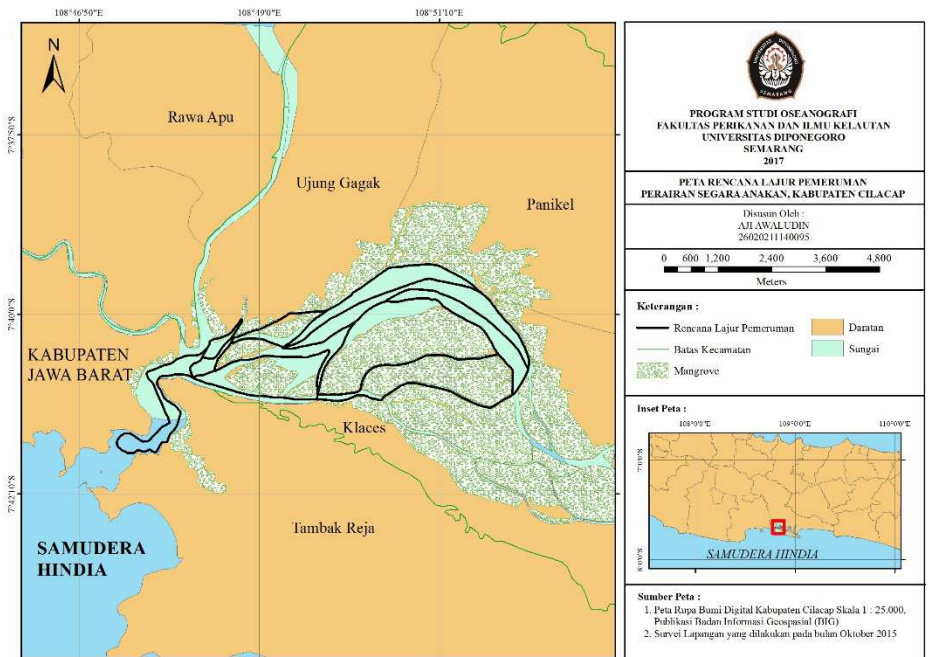 108°46'50"E
108°49'0"E
108°51'10"E
7°37'50"S
7°40'0"S
7°42'10"S
N
Rawa Apu
Ujung Gagak
Panikel
KABUPATEN
JAWA BARAT
Klaces
Tambak Reja
SAMUDERA
HINDIA
UNIVERSITAS DIPONEGORO
SEMARANG
PROGRAM STUDI OSEANOGRAFI
FAKULTAS PERIKANAN DAN ILMU KELAUTAN
UNIVERSITAS DIPONEGORO
SEMARANG
2017
PETA RENCANA LAJUR PEMERUMAN
PERAIRAN SEGARA ANAKAN, KABUPATEN CILACAP
Disusun Oleh :
AJI AWALUDIN
26020211140095
0 600 1,200 2,400 3,600 4,800
Meters
Keterangan :
Rencana Lajur Pemeruman
Batas Kecamatan
Mangrove
Daratan
Sungai
Inset Peta :
108°0'0"E 109°0'0"E 110°0'0"E
7°0'0"S
8°0'0"S
SAMUDERA HINDIA
Sumber Peta :
1. Peta Rupa Bumi Digital Kabupaten Cilacap Skala 1 : 25.000,
Publikasi Badan Informasi Geospasial (BIG)
2. Survei Lapangan yang dilakukan pada bulan Oktober 2015